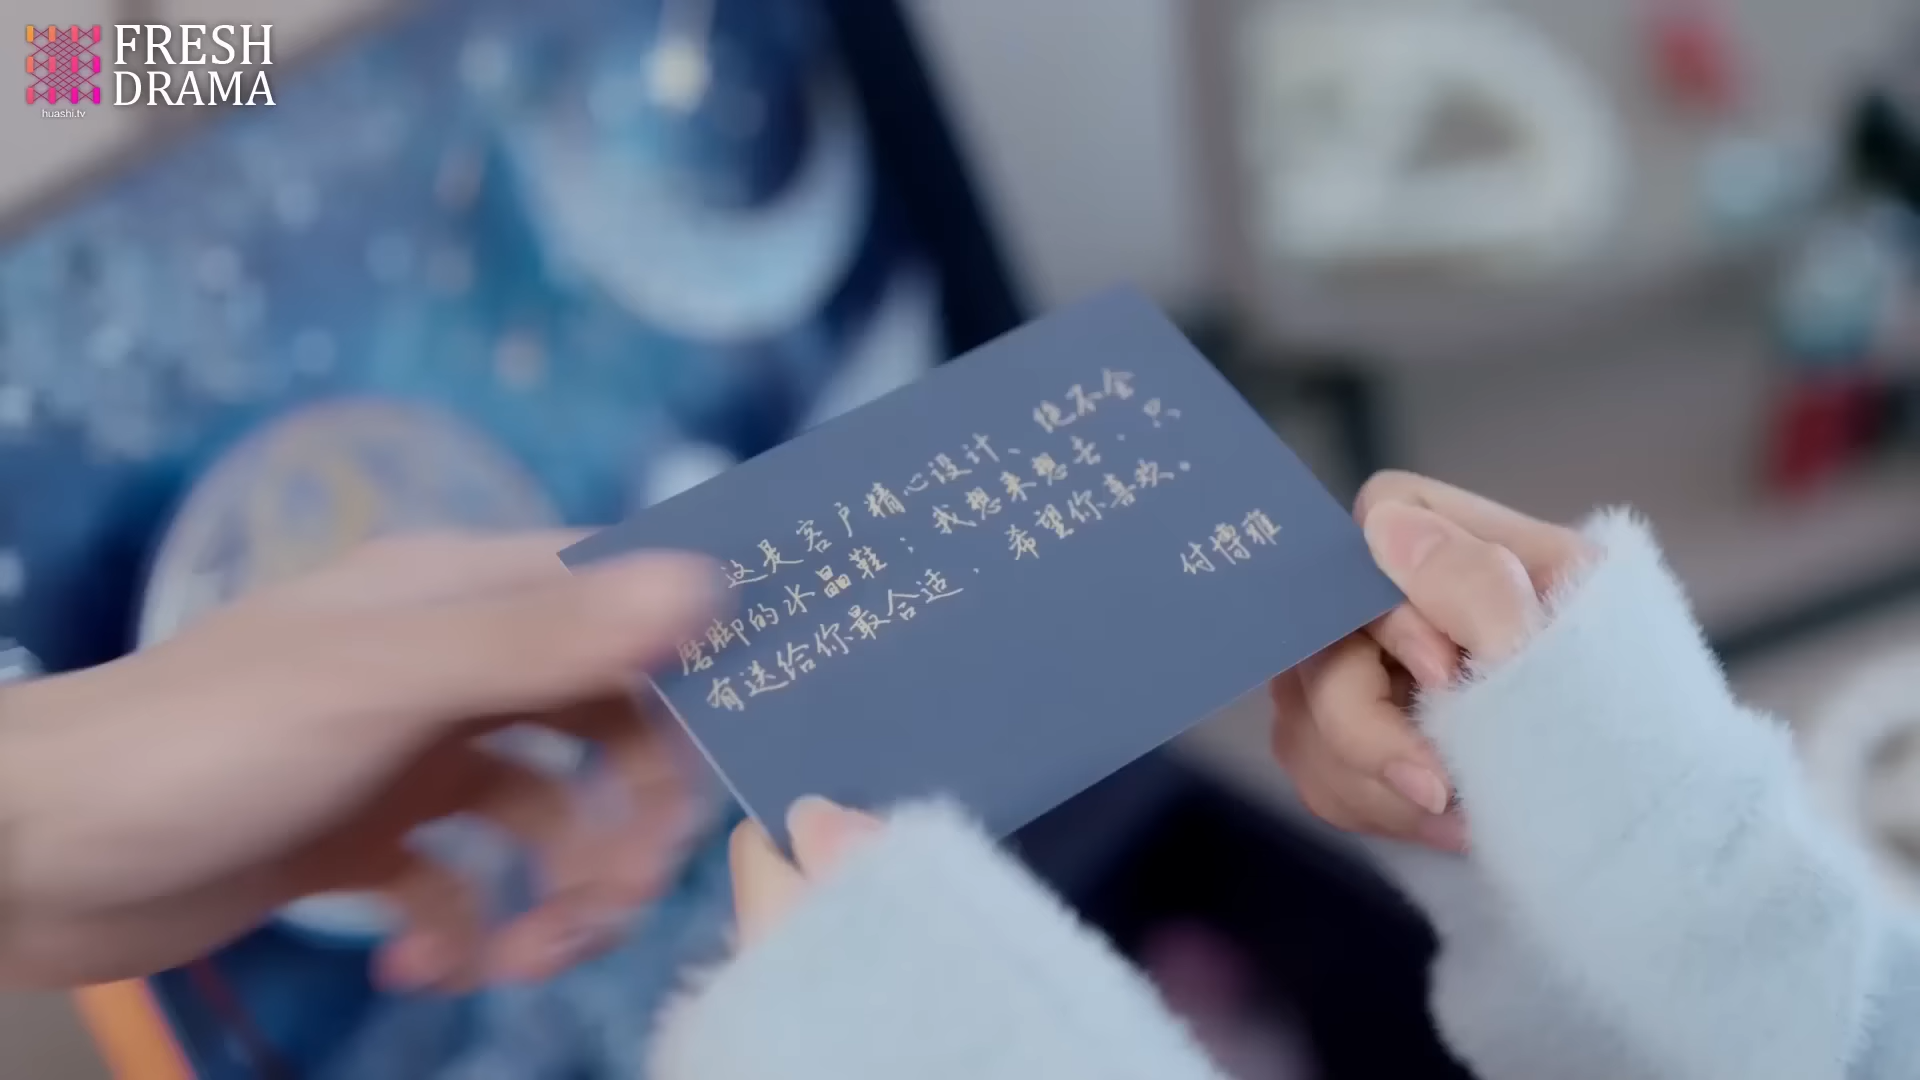 FRESH
DRAMA
huashi.tv
这是客户精心设计、绝不会
磨脚的水晶鞋；我想来想去，只
有送给你最合适，希望你喜欢。
付博雅